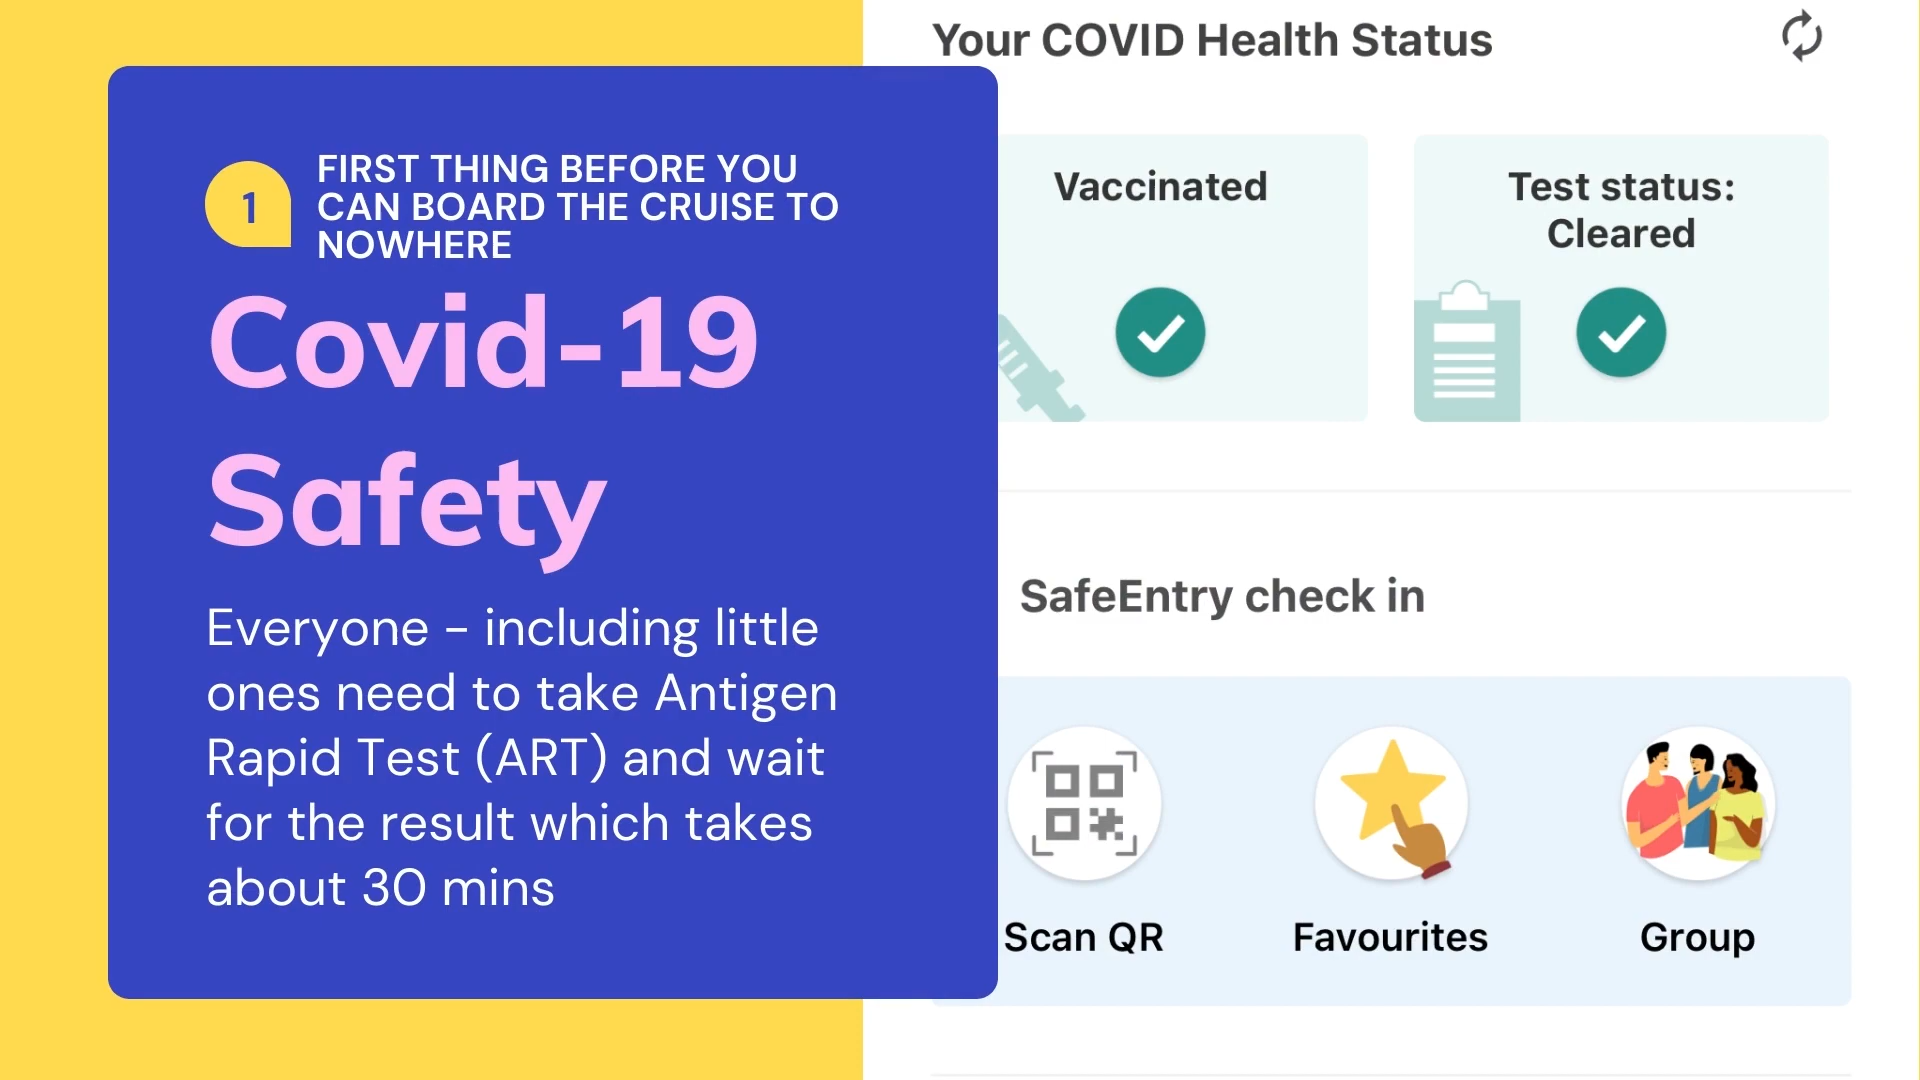 1
FIRST THING BEFORE YOU
CAN BOARD THE CRUISE TO
NOWHERE
Covid-19
Safety
Everyone - including little
ones need to take Antigen
Rapid Test (ART) and wait
for the result which takes
about 30 mins
Your COVID Health Status
Vaccinated
Test status:
Cleared
SafeEntry check in
Scan QR
Favourites
Group